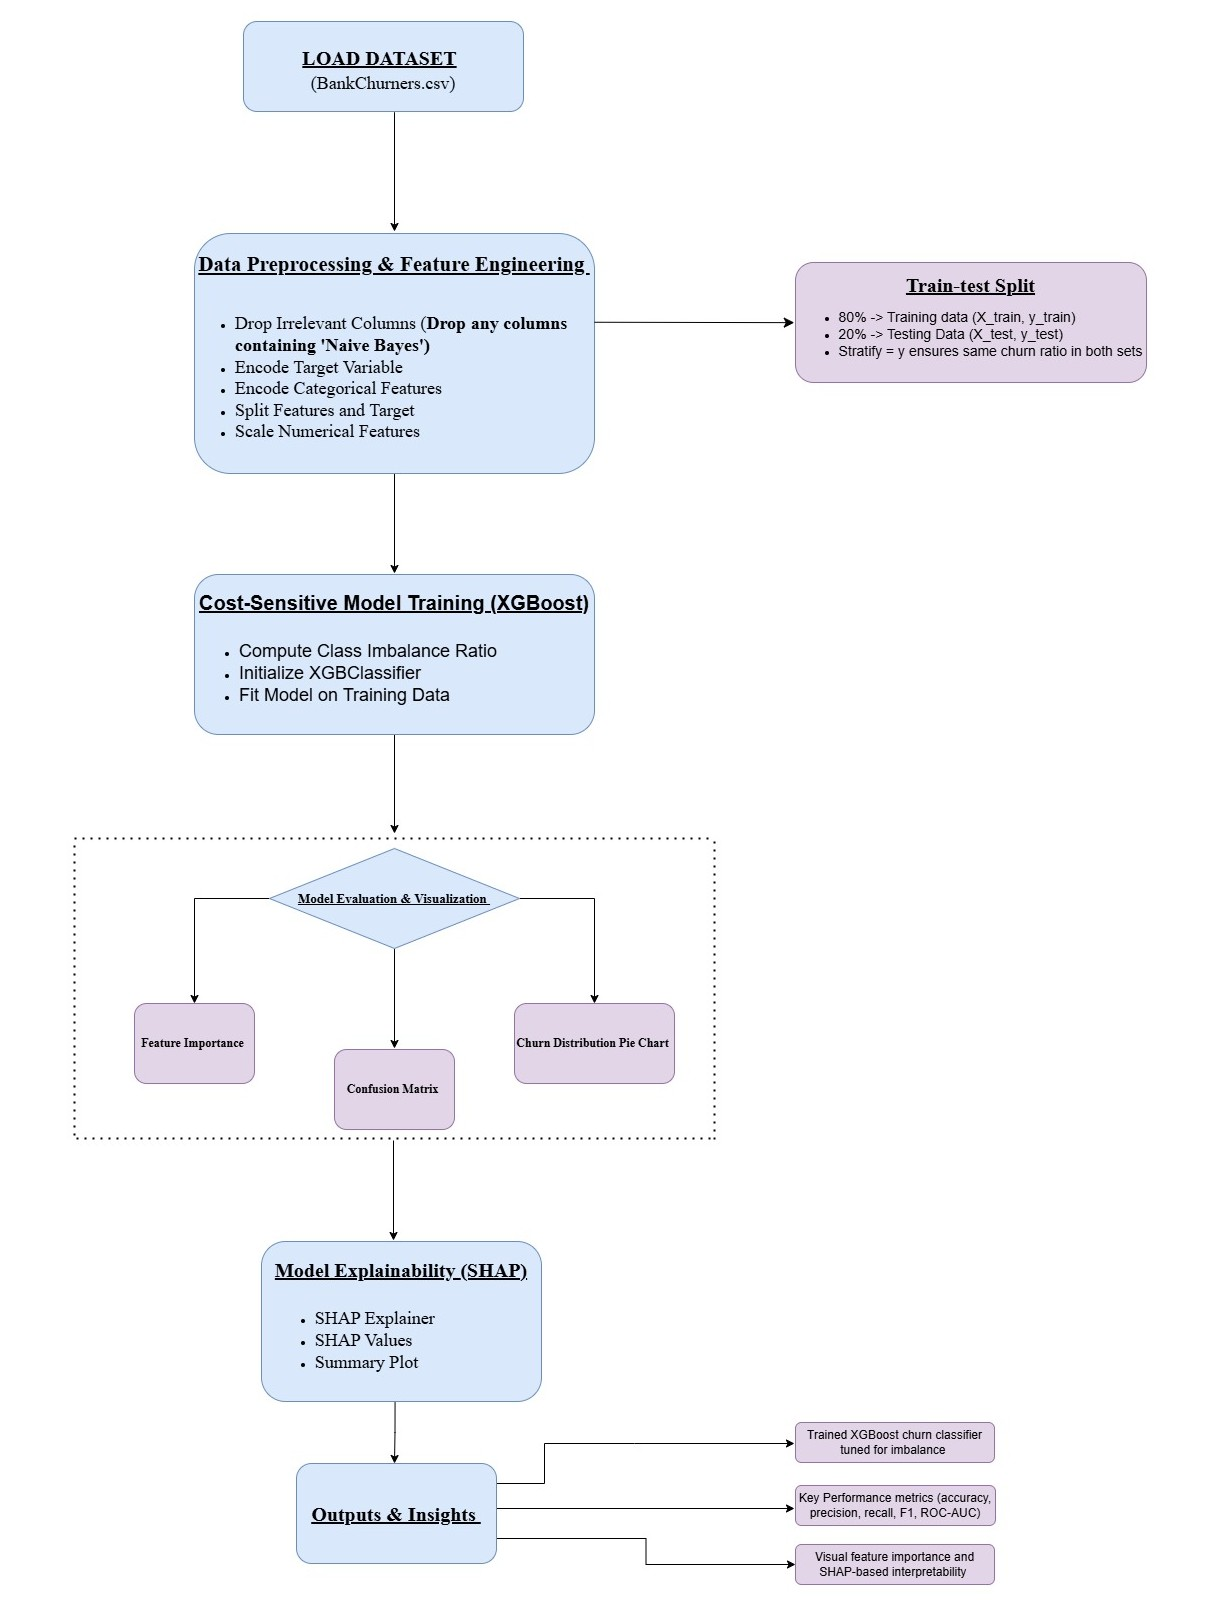 LOAD DATASET
(BankChurners.csv)
Data Preprocessing & Feature Engineering
• Drop Irrelevant Columns (Drop any columns
containing 'Naive Bayes')
• Encode Target Variable
• Encode Categorical Features
• Split Features and Target
• Scale Numerical Features
Train-test Split
• 80% -> Training data (X_train, y_train)
• 20% -> Testing Data (X_test, y_test)
• Stratify = y ensures same churn ratio in both sets
Cost-Sensitive Model Training (XGBoost)
• Compute Class Imbalance Ratio
• Initialize XGBClassifier
• Fit Model on Training Data
Model Evaluation & Visualization
Feature Importance
Confusion Matrix
Churn Distribution Pie Chart
Model Explainability (SHAP)
• SHAP Explainer
• SHAP Values
• Summary Plot
Outputs & Insights
Trained XGBoost churn classifier
tuned for imbalance
Key Performance metrics (accuracy,
precision, recall, F1, ROC-AUC)
Visual feature importance and
SHAP-based interpretability